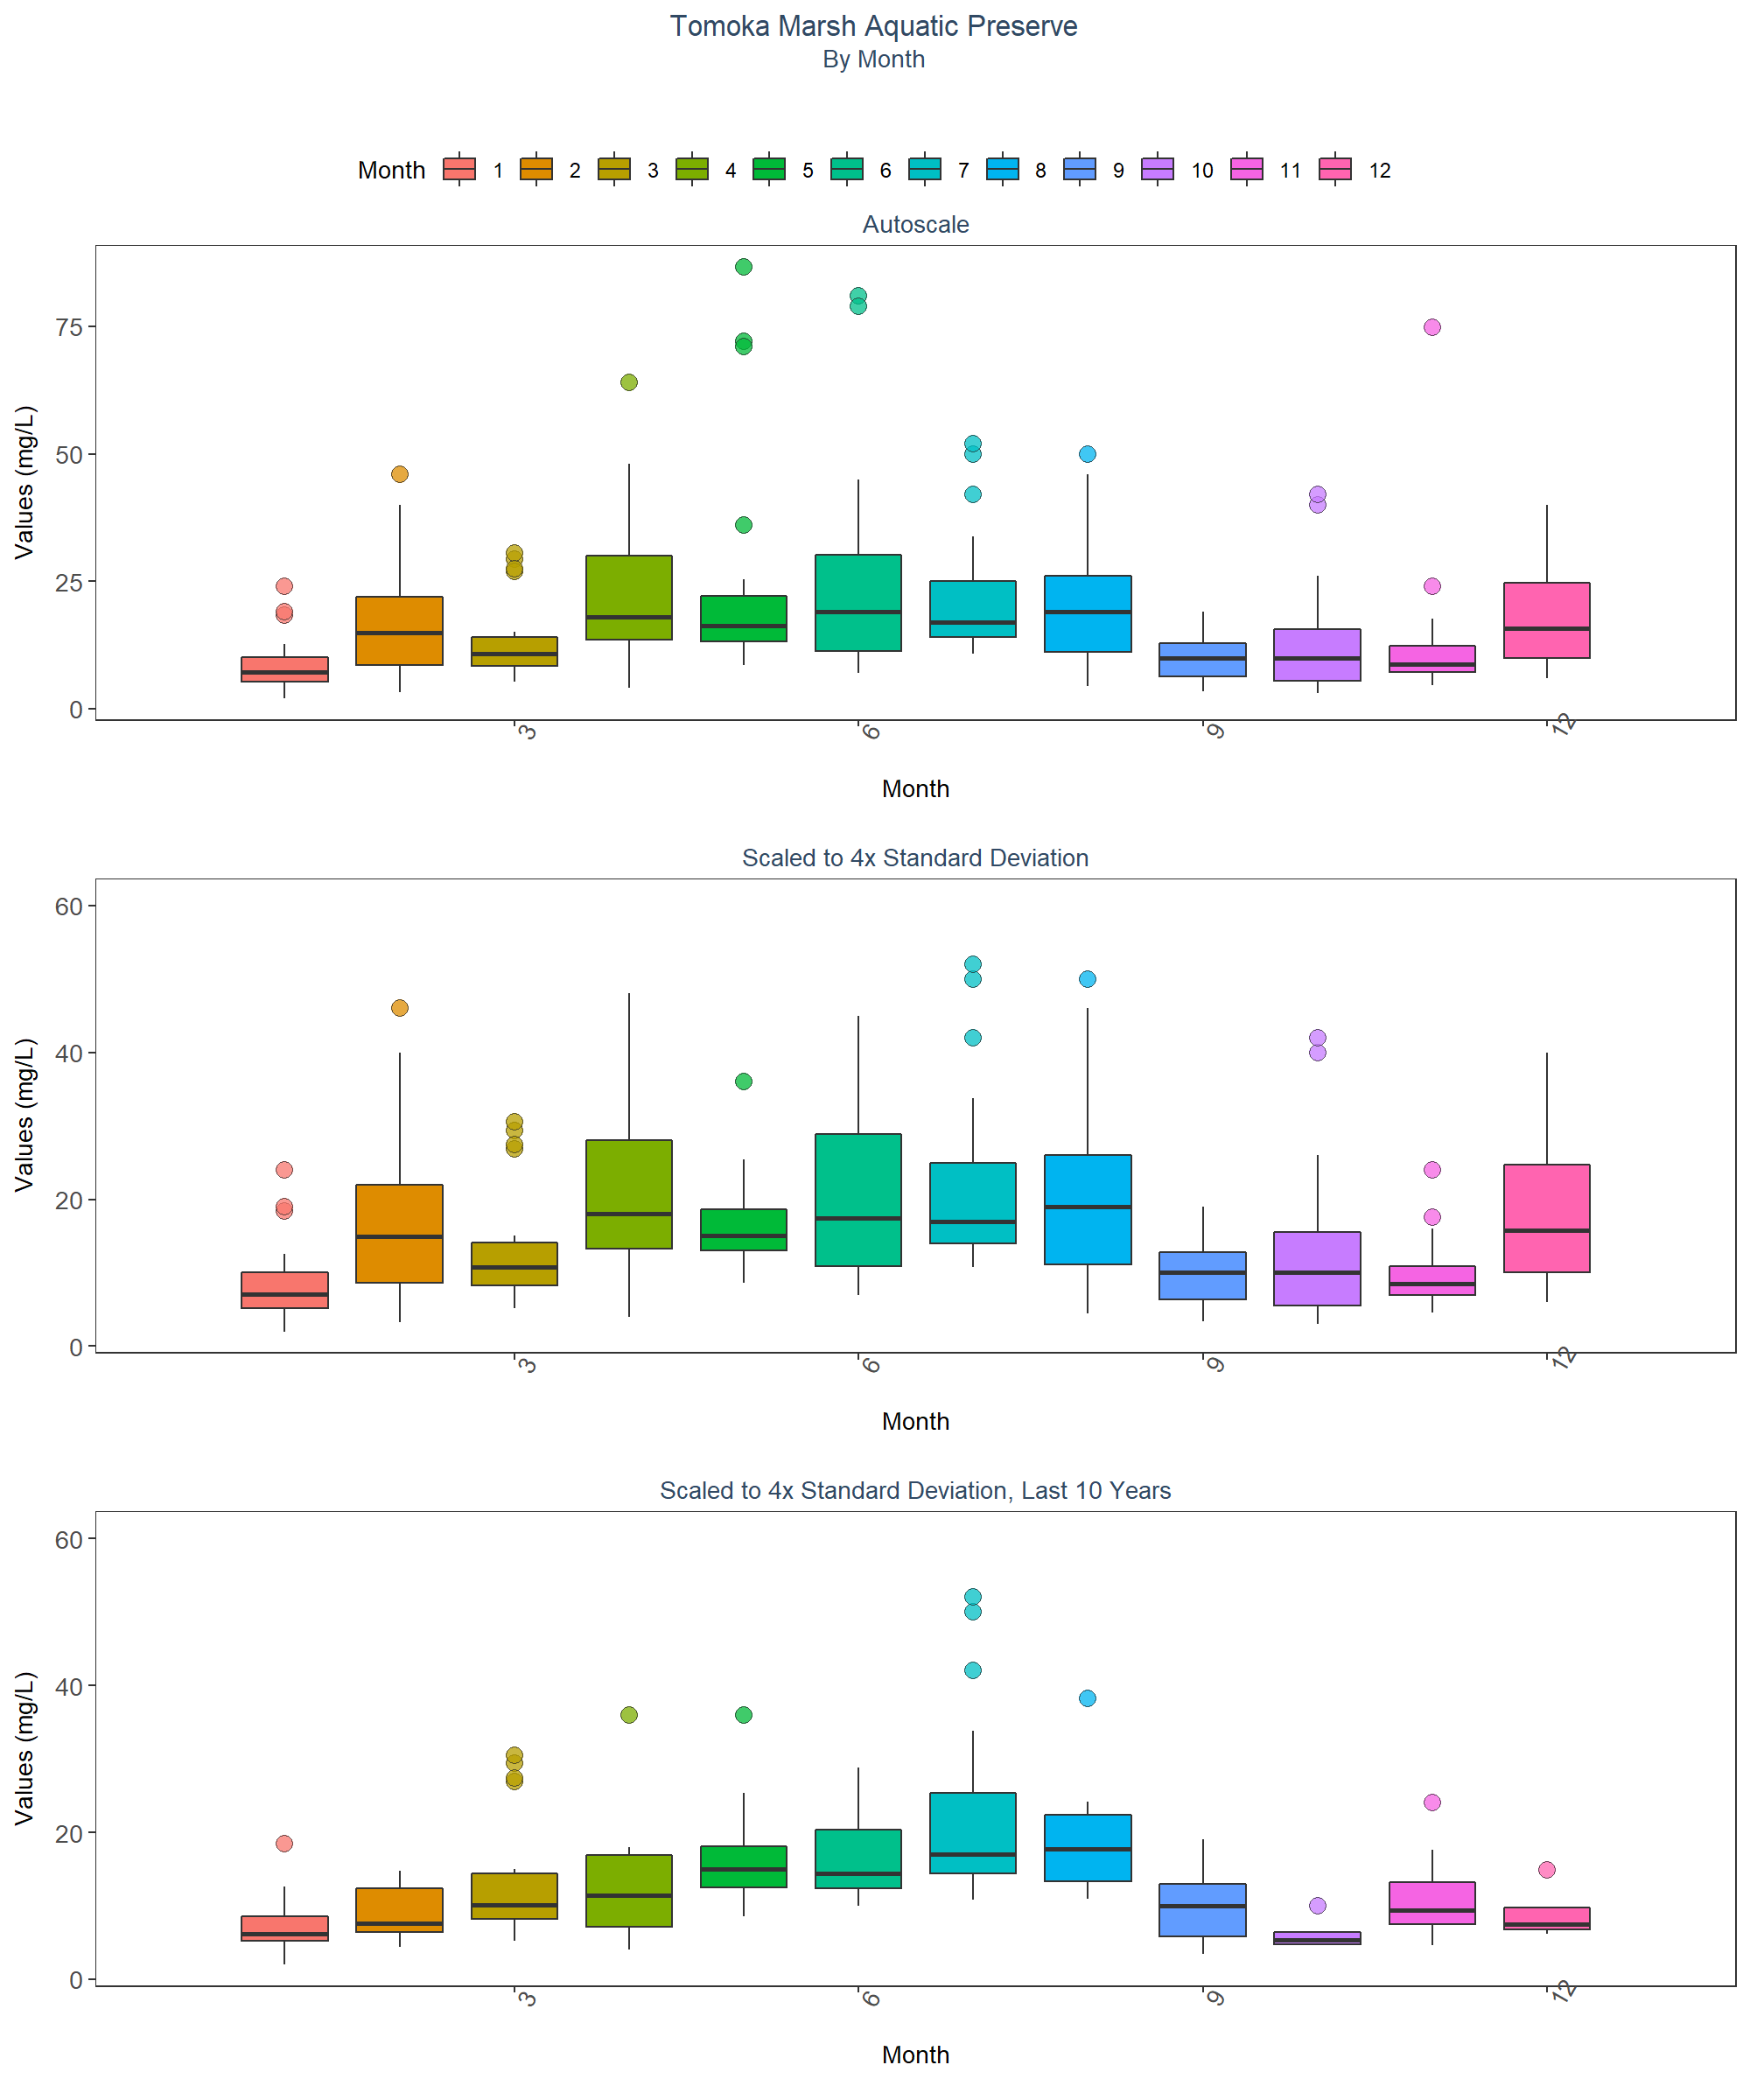 Tomoka Marsh Aquatic Preserve
By Month
Month 1 2 3 4 5 6 7 8 9 10 11 12
Autoscale
Values (mg/L)
75
50
25
0
3 6 9 12
Month
Scaled to 4x Standard Deviation
Values (mg/L)
60
40
20
0
3 6 9 12
Month
Scaled to 4x Standard Deviation, Last 10 Years
Values (mg/L)
60
40
20
0
3 6 9 12
Month